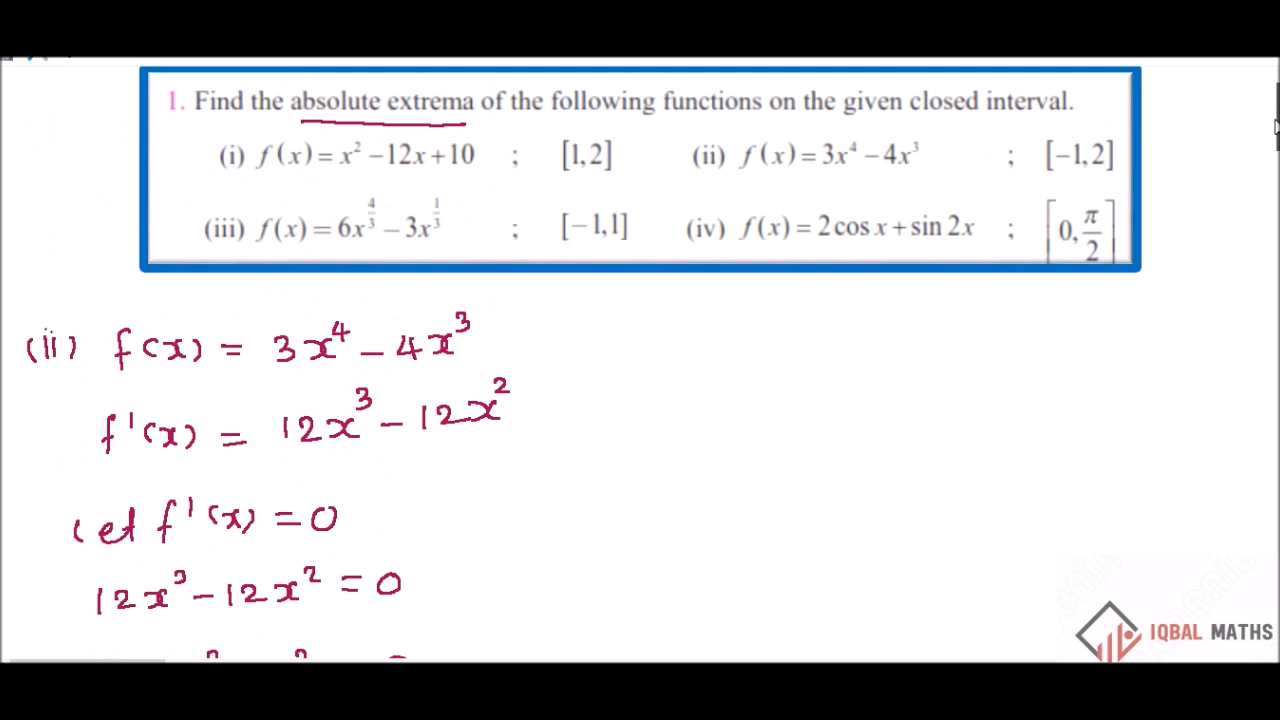 1. Find the absolute extrema of the following functions on the given closed interval.
(i) f(x) = x² −12x+10 ; [1,2] (ii) f(x) = 3x⁴ −4x³ ; [−1,2]
(iii) f(x) = 6x^(4/3) − 3x^(1/3) ; [−1,1] (iv) f(x) = 2cos x + sin 2x ; [0, π/2]
(ii) f(x) = 3x⁴ − 4x³
f'(x) = 12x³ − 12x²
Let f'(x) = 0
12x³ − 12x² = 0
IQBAL MATHS